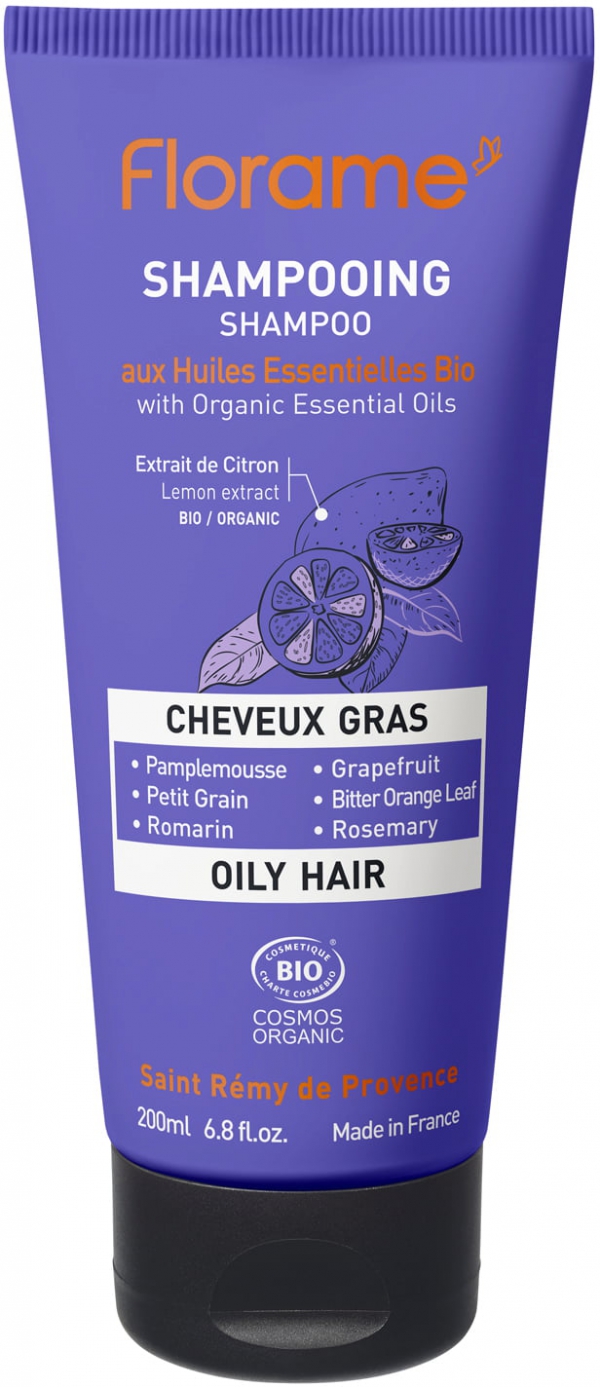 Florame
SHAMPOOING
SHAMPOO
aux Huiles Essentielles Bio
with Organic Essential Oils
Extrait de Citron
Lemon extract
BIO / ORGANIC
CHEVEUX GRAS
• Pamplemousse
• Petit Grain
• Romarin
• Grapefruit
• Bitter Orange Leaf
• Rosemary
OILY HAIR
COSMETIQUE
®
BIO
CHARTE COSMEBIO
COSMOS
ORGANIC
Saint Rémy de Provence
200ml 6.8 fl.oz. Made in France